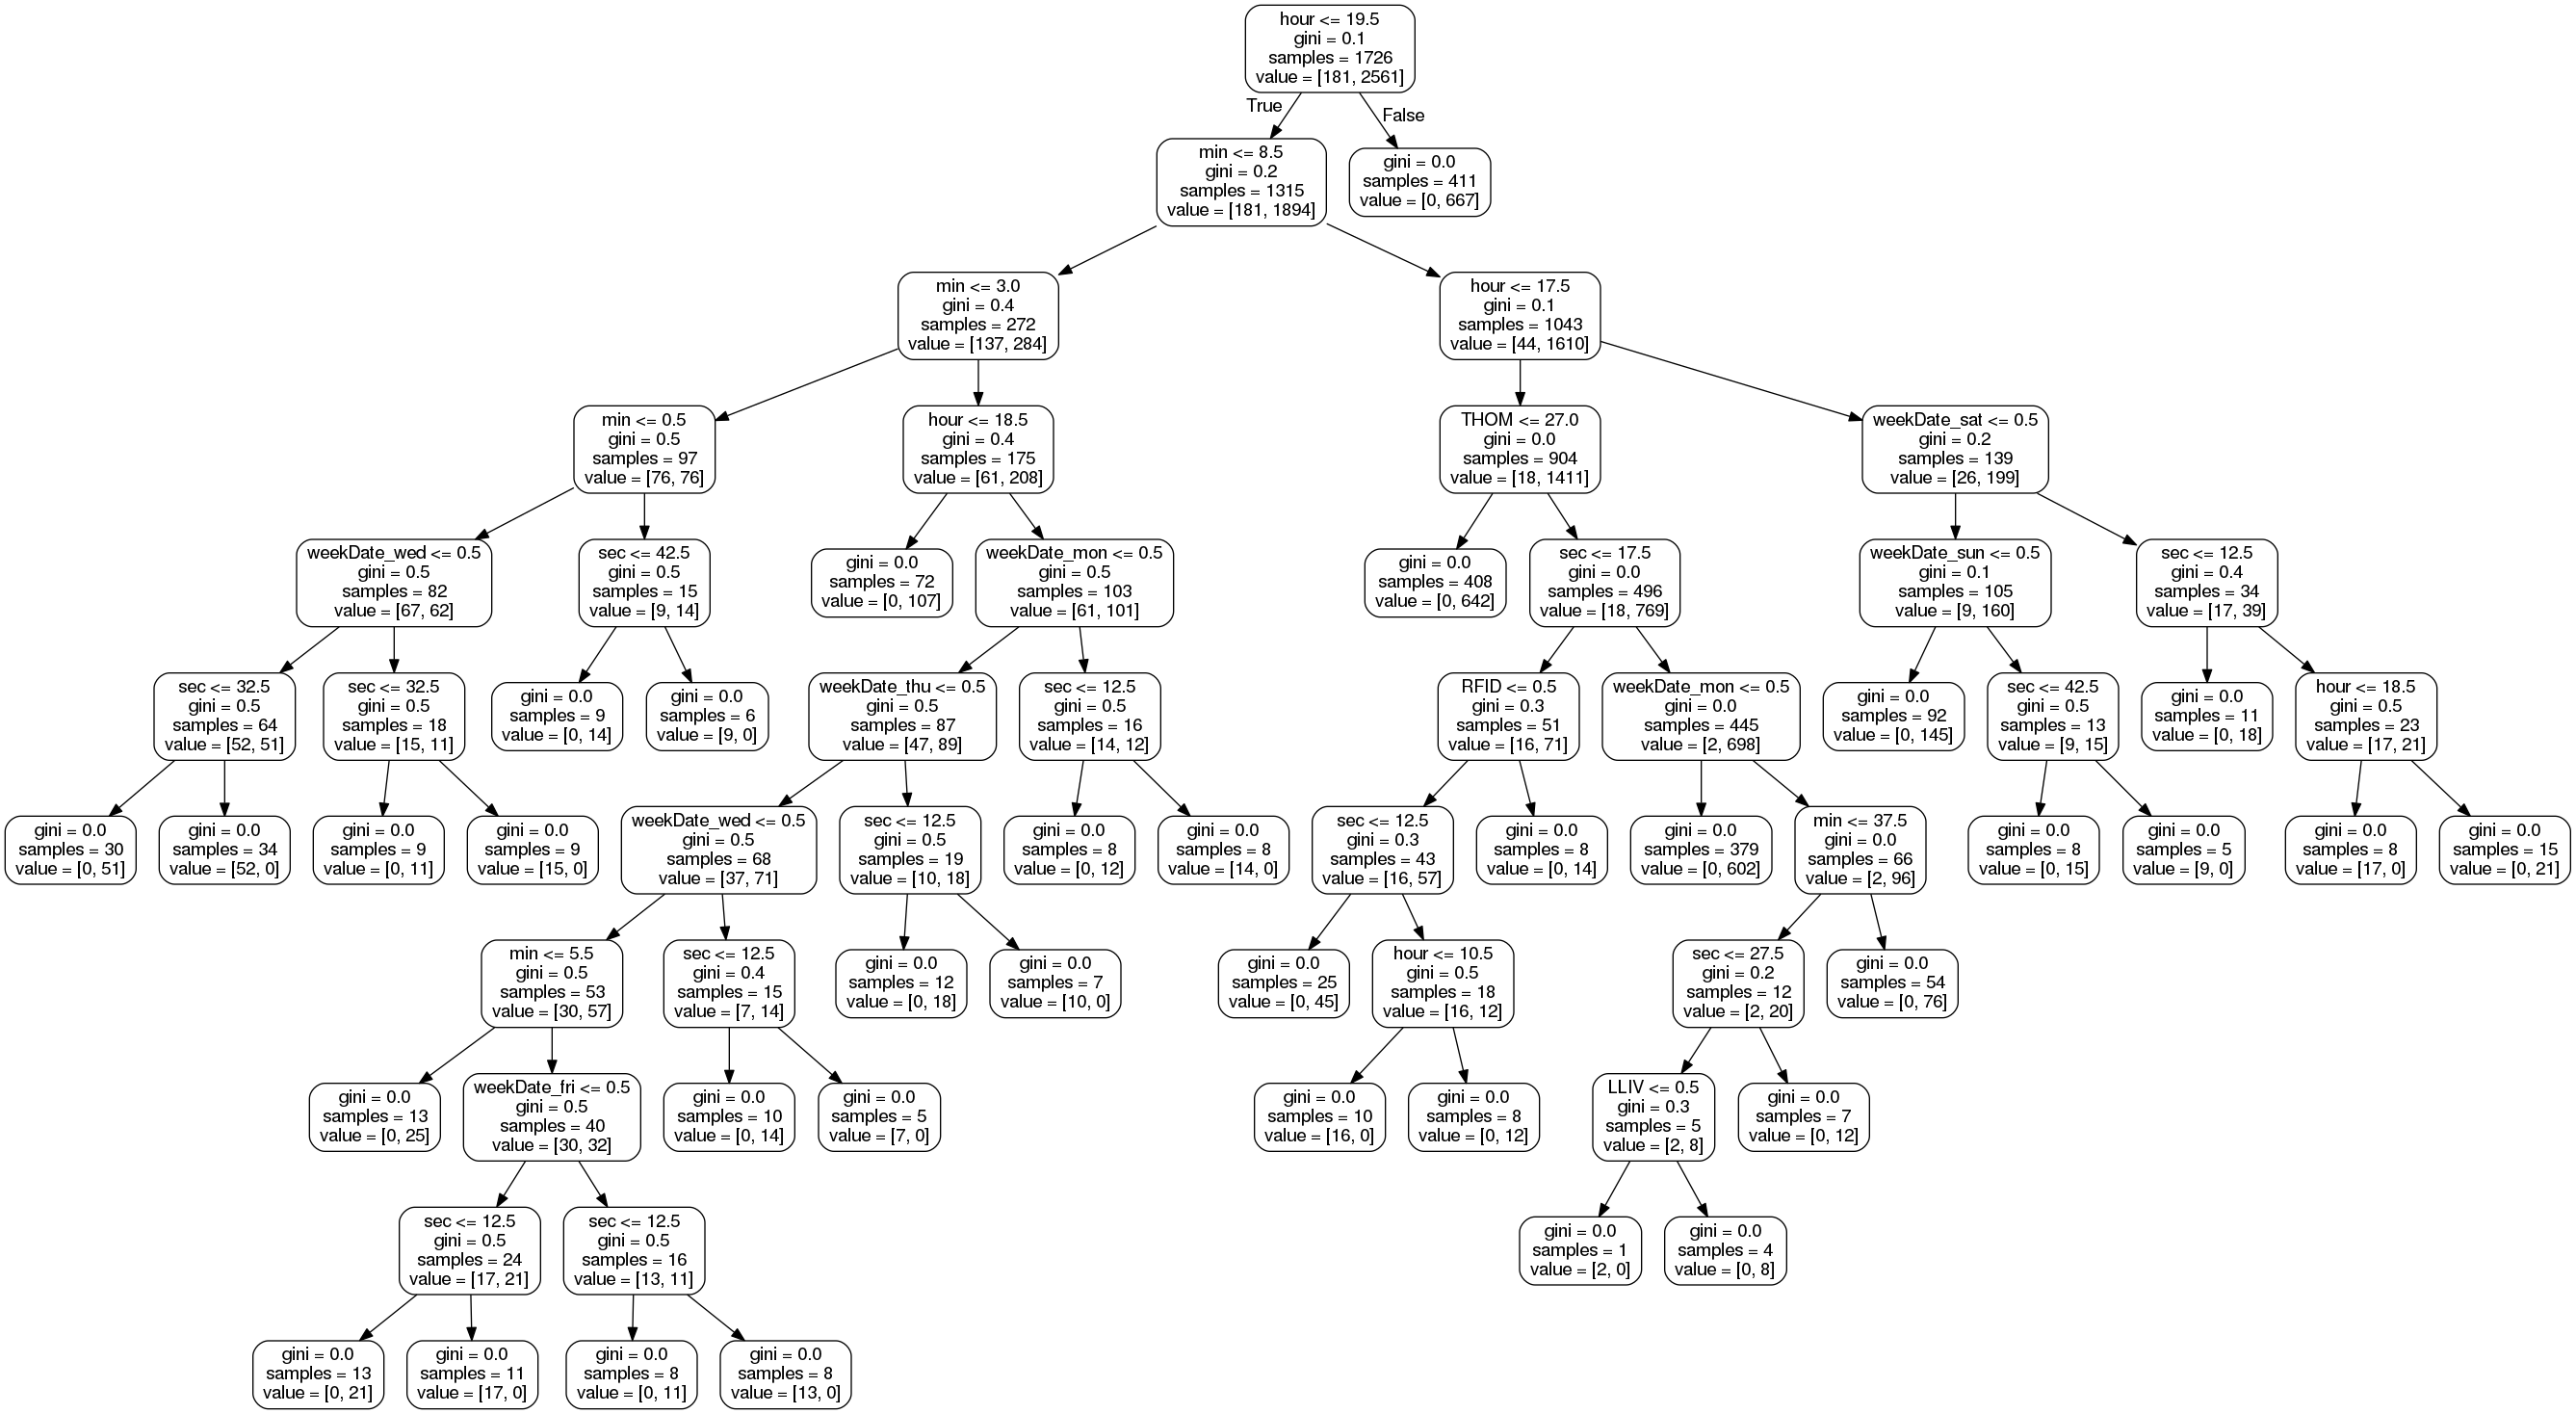 hour <= 19.5
gini = 0.1
samples = 1726
value = [181, 2561]
True
False
min <= 8.5
gini = 0.2
samples = 1315
value = [181, 1894]
gini = 0.0
samples = 411
value = [0, 667]
min <= 3.0
gini = 0.4
samples = 272
value = [137, 284]
hour <= 17.5
gini = 0.1
samples = 1043
value = [44, 1610]
min <= 0.5
gini = 0.5
samples = 97
value = [76, 76]
hour <= 18.5
gini = 0.4
samples = 175
value = [61, 208]
THOM <= 27.0
gini = 0.0
samples = 904
value = [18, 1411]
weekDate_sat <= 0.5
gini = 0.2
samples = 139
value = [26, 199]
weekDate_wed <= 0.5
gini = 0.5
samples = 82
value = [67, 62]
sec <= 42.5
gini = 0.5
samples = 15
value = [9, 14]
gini = 0.0
samples = 72
value = [0, 107]
weekDate_mon <= 0.5
gini = 0.5
samples = 103
value = [61, 101]
gini = 0.0
samples = 408
value = [0, 642]
sec <= 17.5
gini = 0.0
samples = 496
value = [18, 769]
weekDate_sun <= 0.5
gini = 0.1
samples = 105
value = [9, 160]
sec <= 12.5
gini = 0.4
samples = 34
value = [17, 39]
sec <= 32.5
gini = 0.5
samples = 64
value = [52, 51]
sec <= 32.5
gini = 0.5
samples = 18
value = [15, 11]
gini = 0.0
samples = 9
value = [0, 14]
gini = 0.0
samples = 6
value = [9, 0]
weekDate_thu <= 0.5
gini = 0.5
samples = 87
value = [47, 89]
sec <= 12.5
gini = 0.5
samples = 16
value = [14, 12]
RFID <= 0.5
gini = 0.3
samples = 51
value = [16, 71]
weekDate_mon <= 0.5
gini = 0.0
samples = 445
value = [2, 698]
gini = 0.0
samples = 92
value = [0, 145]
sec <= 42.5
gini = 0.5
samples = 13
value = [9, 15]
gini = 0.0
samples = 11
value = [0, 18]
hour <= 18.5
gini = 0.5
samples = 23
value = [17, 21]
gini = 0.0
samples = 30
value = [0, 51]
gini = 0.0
samples = 34
value = [52, 0]
gini = 0.0
samples = 9
value = [0, 11]
gini = 0.0
samples = 9
value = [15, 0]
weekDate_wed <= 0.5
gini = 0.5
samples = 68
value = [37, 71]
sec <= 12.5
gini = 0.5
samples = 19
value = [10, 18]
gini = 0.0
samples = 8
value = [0, 12]
gini = 0.0
samples = 8
value = [14, 0]
sec <= 12.5
gini = 0.3
samples = 43
value = [16, 57]
gini = 0.0
samples = 8
value = [0, 14]
gini = 0.0
samples = 379
value = [0, 602]
min <= 37.5
gini = 0.0
samples = 66
value = [2, 96]
gini = 0.0
samples = 8
value = [0, 15]
gini = 0.0
samples = 5
value = [9, 0]
gini = 0.0
samples = 8
value = [17, 0]
gini = 0.0
samples = 15
value = [0, 21]
min <= 5.5
gini = 0.5
samples = 53
value = [30, 57]
sec <= 12.5
gini = 0.4
samples = 15
value = [7, 14]
gini = 0.0
samples = 12
value = [0, 18]
gini = 0.0
samples = 7
value = [10, 0]
gini = 0.0
samples = 25
value = [0, 45]
hour <= 10.5
gini = 0.5
samples = 18
value = [16, 12]
sec <= 27.5
gini = 0.2
samples = 12
value = [2, 20]
gini = 0.0
samples = 54
value = [0, 76]
gini = 0.0
samples = 13
value = [0, 25]
weekDate_fri <= 0.5
gini = 0.5
samples = 40
value = [30, 32]
gini = 0.0
samples = 10
value = [0, 14]
gini = 0.0
samples = 5
value = [7, 0]
gini = 0.0
samples = 10
value = [16, 0]
gini = 0.0
samples = 8
value = [0, 12]
LLIV <= 0.5
gini = 0.3
samples = 5
value = [2, 8]
gini = 0.0
samples = 7
value = [0, 12]
sec <= 12.5
gini = 0.5
samples = 24
value = [17, 21]
sec <= 12.5
gini = 0.5
samples = 16
value = [13, 11]
gini = 0.0
samples = 1
value = [2, 0]
gini = 0.0
samples = 4
value = [0, 8]
gini = 0.0
samples = 13
value = [0, 21]
gini = 0.0
samples = 11
value = [17, 0]
gini = 0.0
samples = 8
value = [0, 11]
gini = 0.0
samples = 8
value = [13, 0]